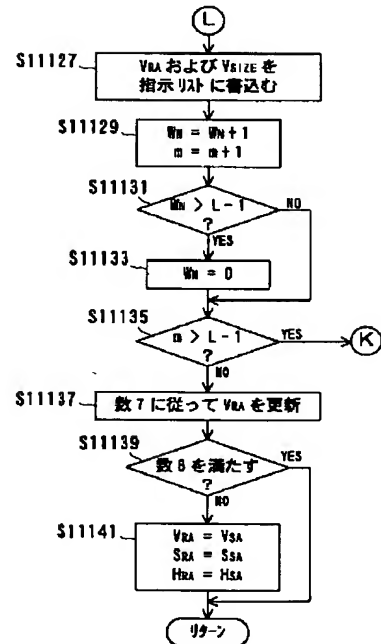 L
S11127
VRA および VSIZE を
指示リストに書込む
S11129
WN = WN+1
m = m+1
S11131
WN > L-1
?
NO
YES
S11133
WN = 0
S11135
m > L-1
?
YES
K
NO
S11137
数7に従って VRA を更新
S11139
を満たす
?
YES
NO
S11141
VRA = VSA
SRA = SSA
HRA = HSA
リターン